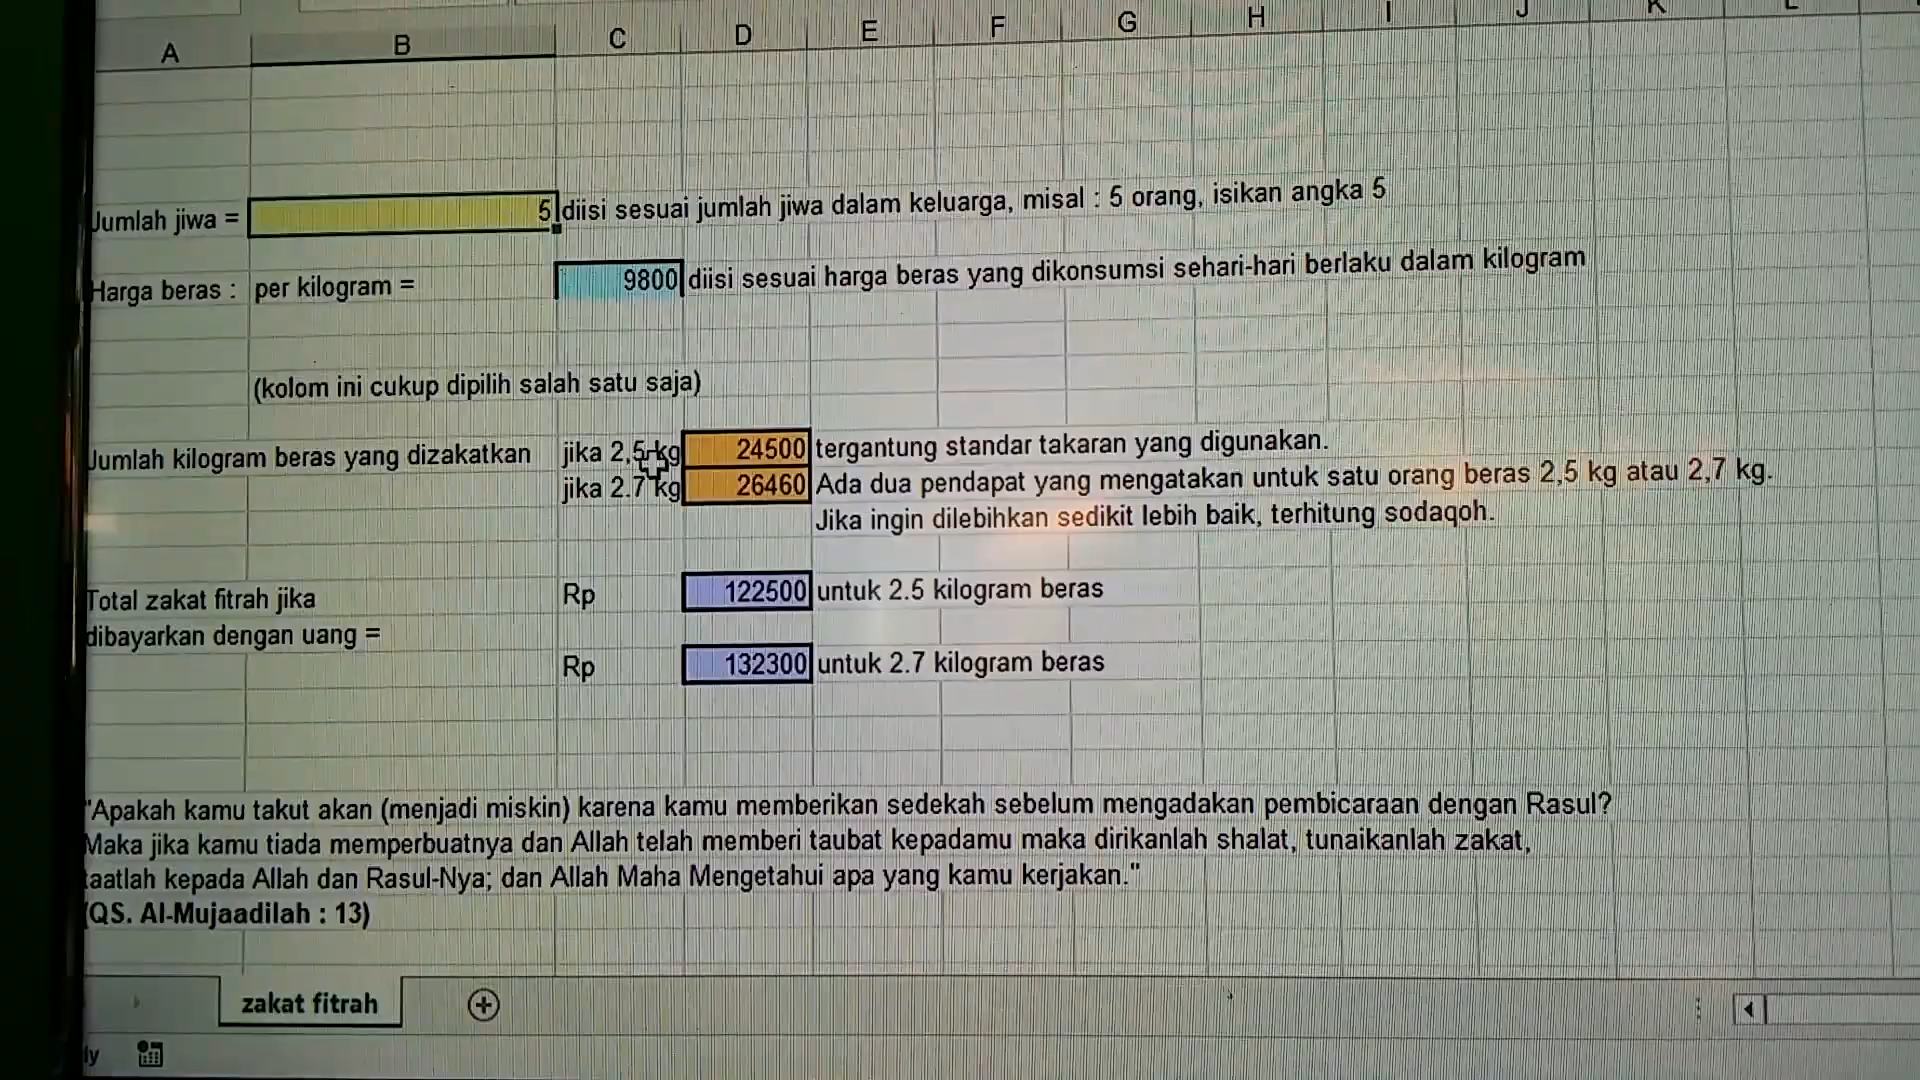 A B C D E F G H I J K L
Jumlah jiwa = 5 diisi sesuai jumlah jiwa dalam keluarga, misal : 5 orang, isikan angka 5
Harga beras : per kilogram = 9800 diisi sesuai harga beras yang dikonsumsi sehari-hari berlaku dalam kilogram
(kolom ini cukup dipilih salah satu saja)
Jumlah kilogram beras yang dizakatkan jika 2,5 kg 24500 tergantung standar takaran yang digunakan.
jika 2.7 kg 26460 Ada dua pendapat yang mengatakan untuk satu orang beras 2,5 kg atau 2,7 kg.
Jika ingin dilebihkan sedikit lebih baik, terhitung sodaqoh.
Total zakat fitrah jika Rp 122500 untuk 2.5 kilogram beras
dibayarkan dengan uang =
Rp 132300 untuk 2.7 kilogram beras
"Apakah kamu takut akan (menjadi miskin) karena kamu memberikan sedekah sebelum mengadakan pembicaraan dengan Rasul?
Maka jika kamu tiada memperbuatnya dan Allah telah memberi taubat kepadamu maka dirikanlah shalat, tunaikanlah zakat,
taatlah kepada Allah dan Rasul-Nya; dan Allah Maha Mengetahui apa yang kamu kerjakan."
(QS. Al-Mujaadilah : 13)
zakat fitrah